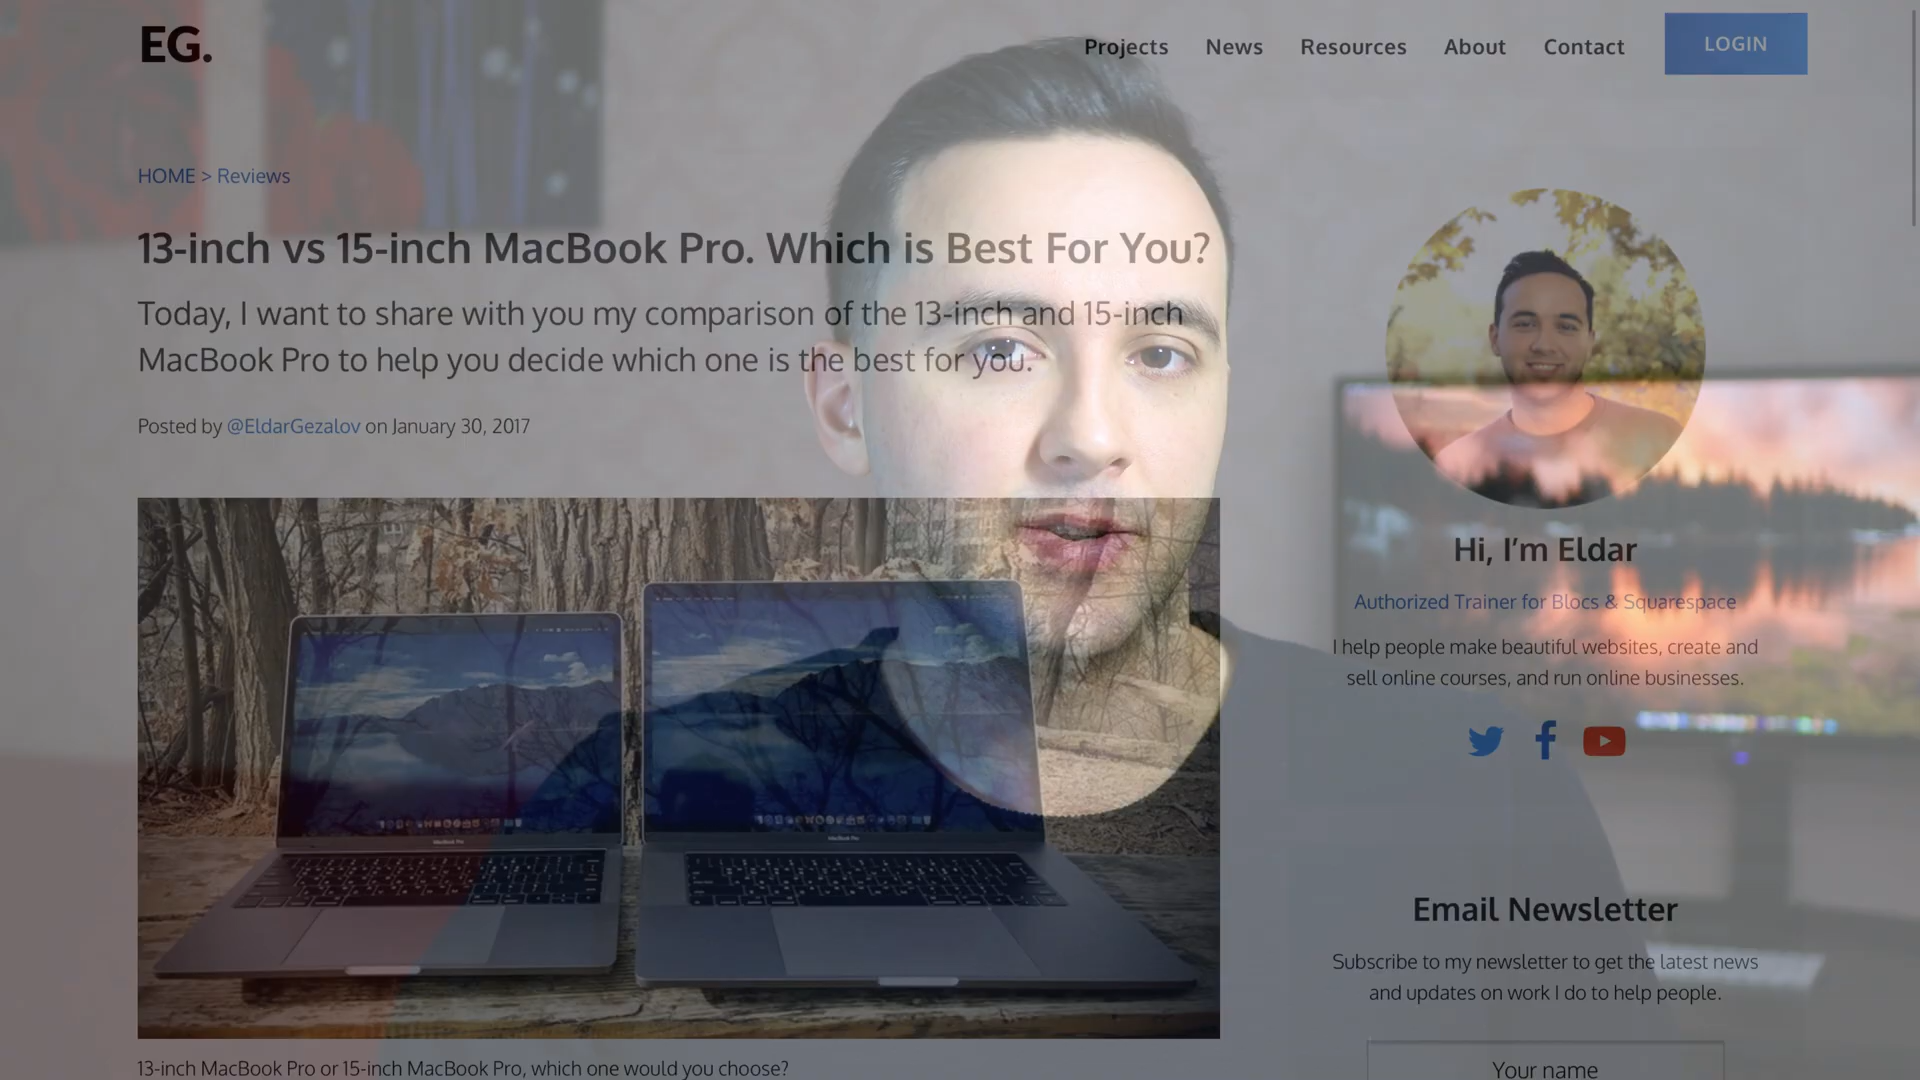 EG.
Projects News Resources About Contact LOGIN
HOME > Reviews
13-inch vs 15-inch MacBook Pro. Which is Best For You?
Today, I want to share with you my comparison of the 13-inch and 15-inch
MacBook Pro to help you decide which one is the best for you.
Posted by @EldarGezalov on January 30, 2017
MacBook Pro
MacBook Pro
13-inch MacBook Pro or 15-inch MacBook Pro, which one would you choose?
Hi, I’m Eldar
Authorized Trainer for Blocs & Squarespace
I help people make beautiful websites, create and
sell online courses, and run online businesses.
Email Newsletter
Subscribe to my newsletter to get the latest news
and updates on work I do to help people.
Your name